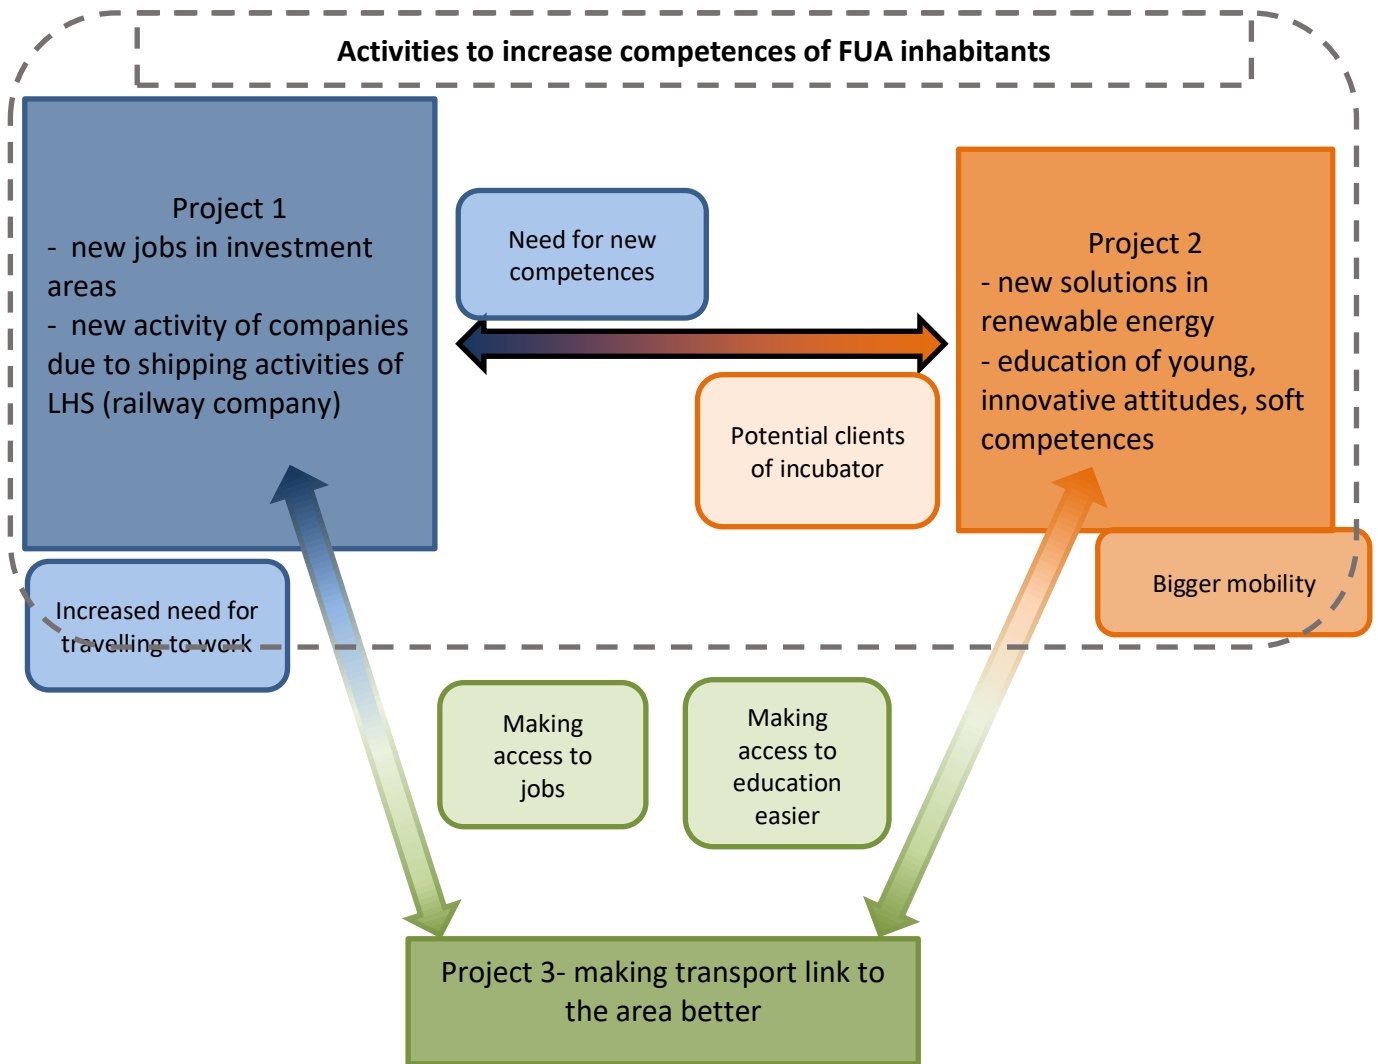 Activities to increase competences of FUA inhabitants
Project 1
- new jobs in investment
areas
- new activity of companies
due to shipping activities of
LHS (railway company)
Need for new
competences
Project 2
- new solutions in
renewable energy
- education of young,
innovative attitudes, soft
competences
Potential clients
of incubator
Increased need for
travelling to work
Bigger mobility
Making
access to
jobs
Making
access to
education
easier
Project 3- making transport link to
the area better